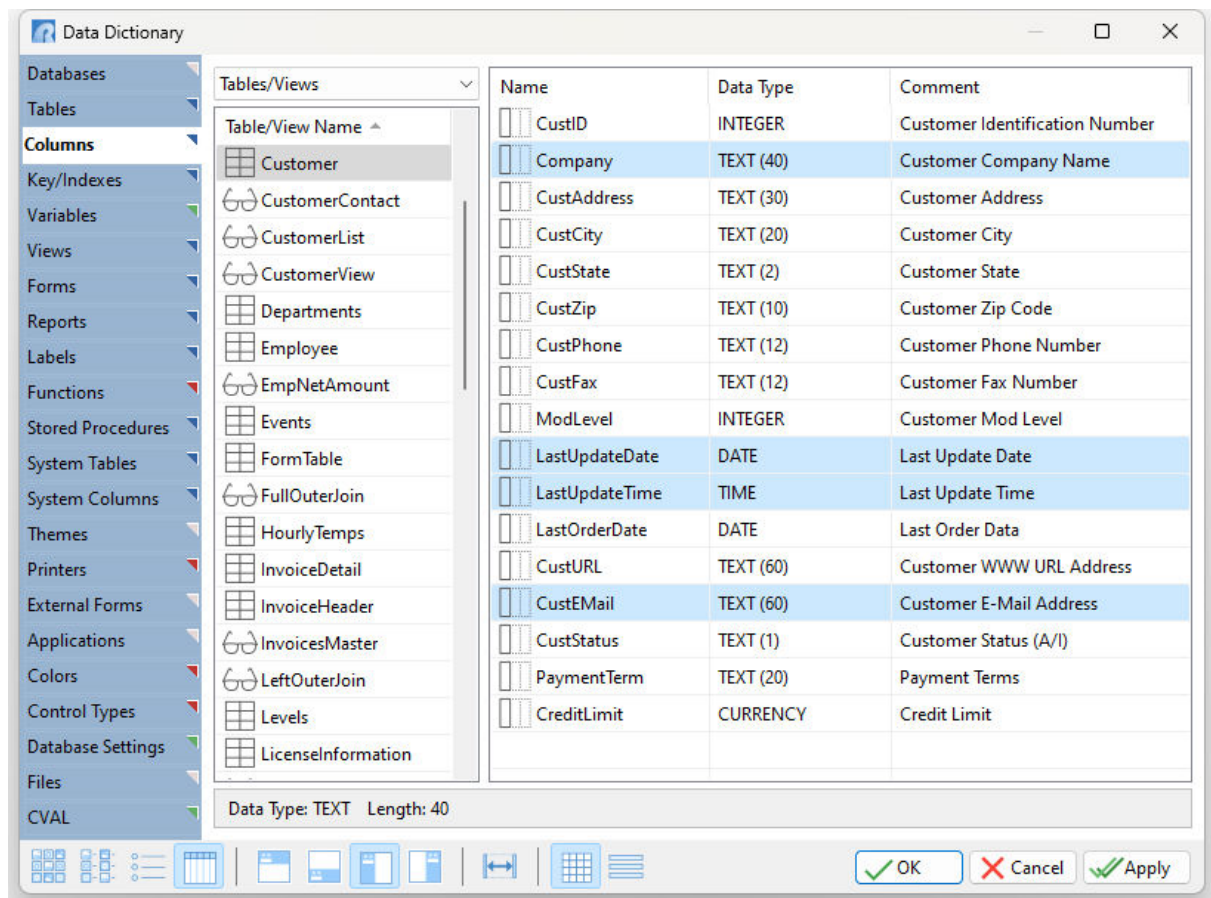 Data Dictionary
Databases
Tables
Columns
Key/Indexes
Variables
Views
Forms
Reports
Labels
Functions
Stored Procedures
System Tables
System Columns
Themes
Printers
External Forms
Applications
Colors
Control Types
Database Settings
Files
CVAL
Tables/Views
Table/View Name
Customer
CustomerContact
CustomerList
CustomerView
Departments
Employee
EmpNetAmount
Events
FormTable
FullOuterJoin
HourlyTemps
InvoiceDetail
InvoiceHeader
InvoicesMaster
LeftOuterJoin
Levels
LicenseInformation
Name Data Type Comment
CustID INTEGER Customer Identification Number
Company TEXT (40) Customer Company Name
CustAddress TEXT (30) Customer Address
CustCity TEXT (20) Customer City
CustState TEXT (2) Customer State
CustZip TEXT (10) Customer Zip Code
CustPhone TEXT (12) Customer Phone Number
CustFax TEXT (12) Customer Fax Number
ModLevel INTEGER Customer Mod Level
LastUpdateDate DATE Last Update Date
LastUpdateTime TIME Last Update Time
LastOrderDate DATE Last Order Data
CustURL TEXT (60) Customer WWW URL Address
CustEMail TEXT (60) Customer E-Mail Address
CustStatus TEXT (1) Customer Status (A/I)
PaymentTerm TEXT (20) Payment Terms
CreditLimit CURRENCY Credit Limit
Data Type: TEXT Length: 40
OK Cancel Apply